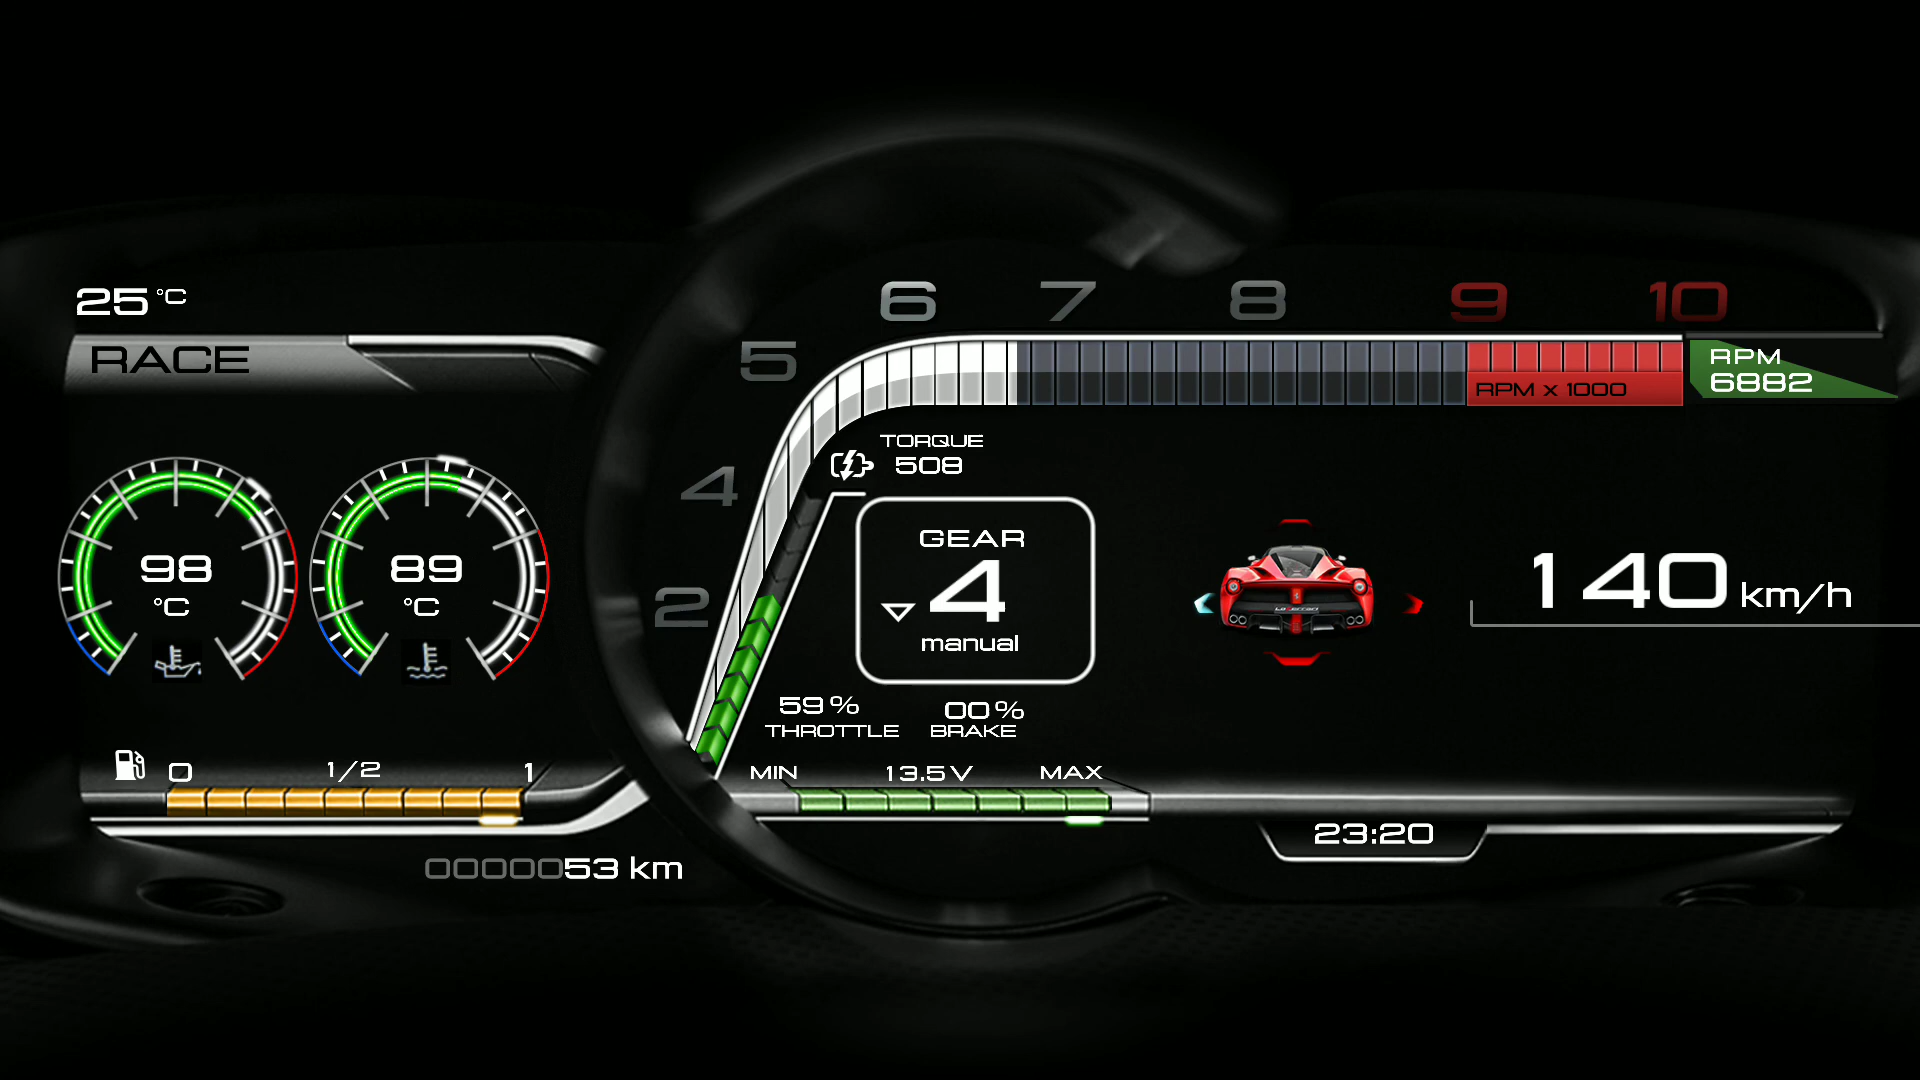 25 °C
RACE
2
4
5
6
7
8
9
10
RPM x 1000
RPM
6882
TORQUE
508
GEAR
4
manual
98
°C
89
°C
140 km/h
59 %
THROTTLE
00 %
BRAKE
0
1/2
1
MIN
13.5 V
MAX
23:20
000000053 km